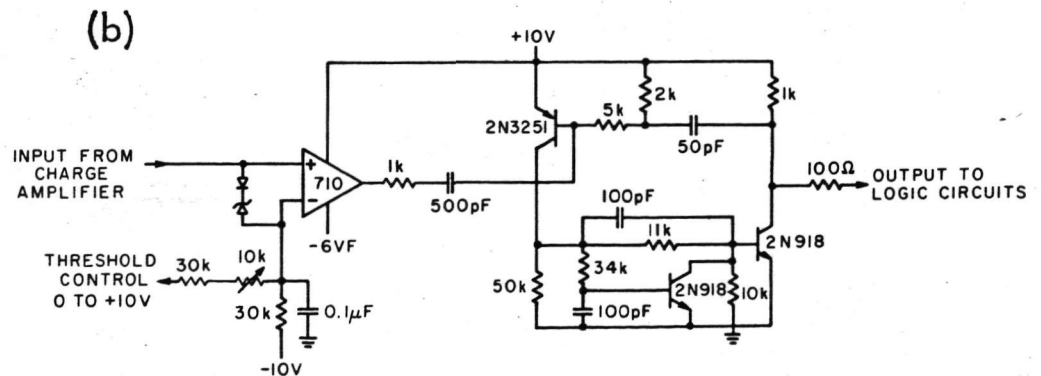 (b)
+10V
2k
1k
5k
2N3251
50pF
INPUT FROM
CHARGE
AMPLIFIER
+
710
−
1k
500pF
100Ω
OUTPUT TO
LOGIC CIRCUITS
100pF
-6VF
11k
2N918
THRESHOLD
CONTROL
0 TO +10V
30k
10k
34k
50k
2N918
10k
30k
0.1μF
100pF
-10V